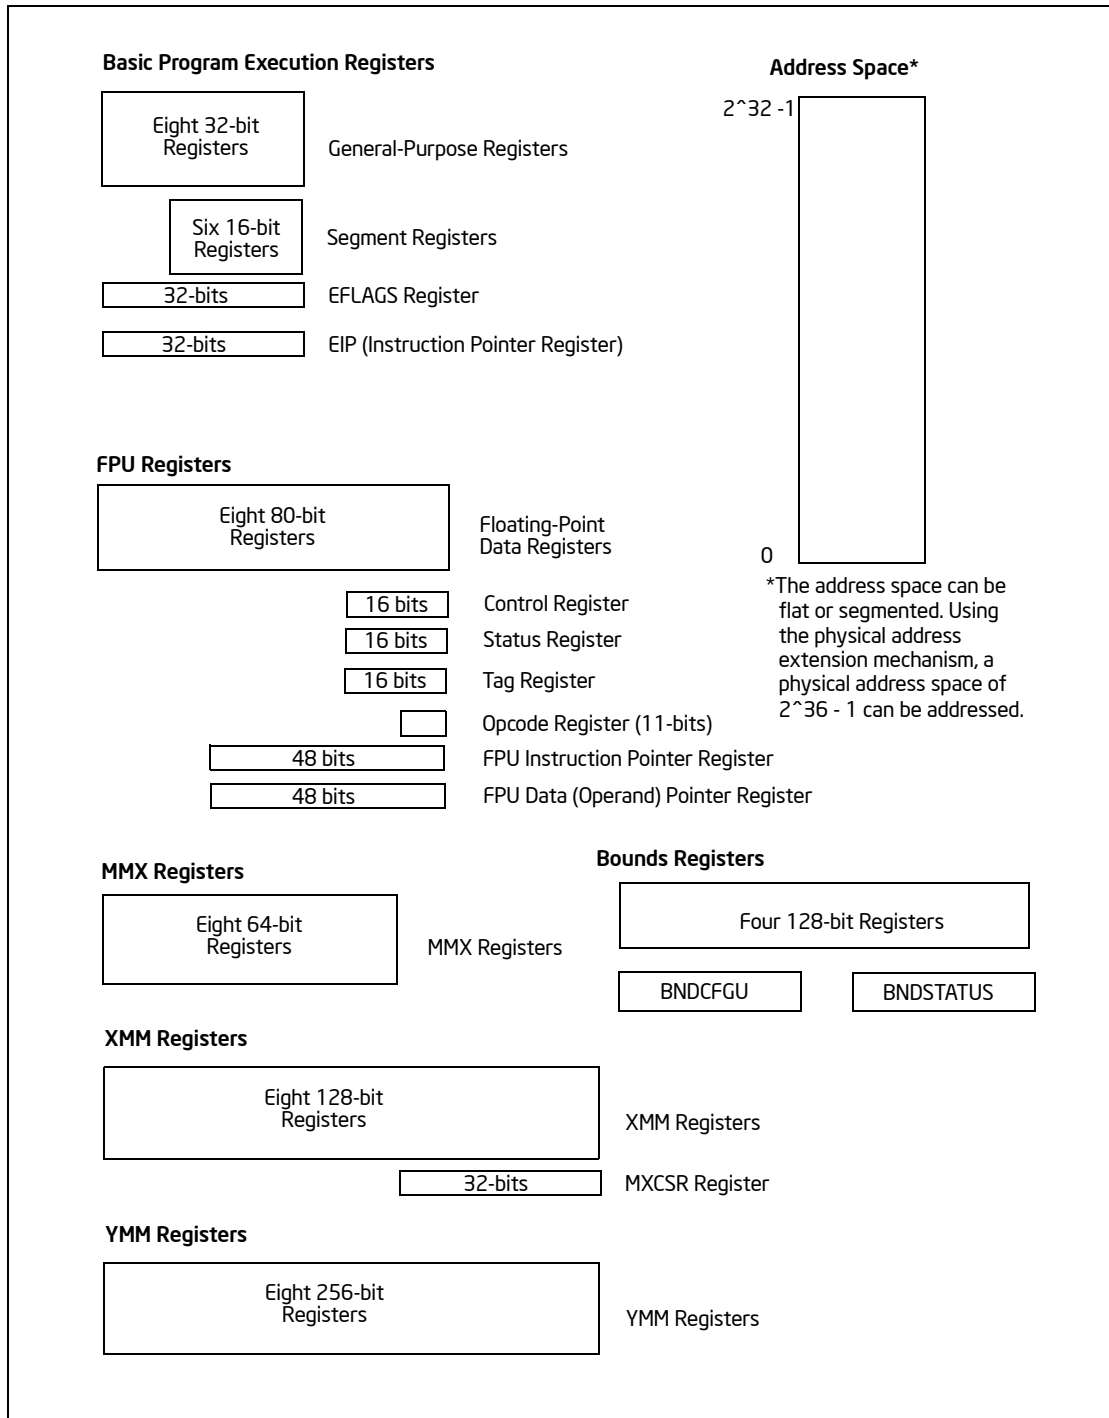 Basic Program Execution Registers
Address Space*
2^32 -1
Eight 32-bit
Registers
General-Purpose Registers
Six 16-bit
Registers
Segment Registers
32-bits
EFLAGS Register
32-bits
EIP (Instruction Pointer Register)
FPU Registers
Eight 80-bit
Registers
Floating-Point
Data Registers
0
*The address space can be
flat or segmented. Using
the physical address
extension mechanism, a
physical address space of
2^36 - 1 can be addressed.
16 bits
Control Register
16 bits
Status Register
16 bits
Tag Register
Opcode Register (11-bits)
48 bits
FPU Instruction Pointer Register
48 bits
FPU Data (Operand) Pointer Register
MMX Registers
Eight 64-bit
Registers
MMX Registers
Bounds Registers
Four 128-bit Registers
BNDCFGU
BNDSTATUS
XMM Registers
Eight 128-bit
Registers
XMM Registers
32-bits
MXCSR Register
YMM Registers
Eight 256-bit
Registers
YMM Registers